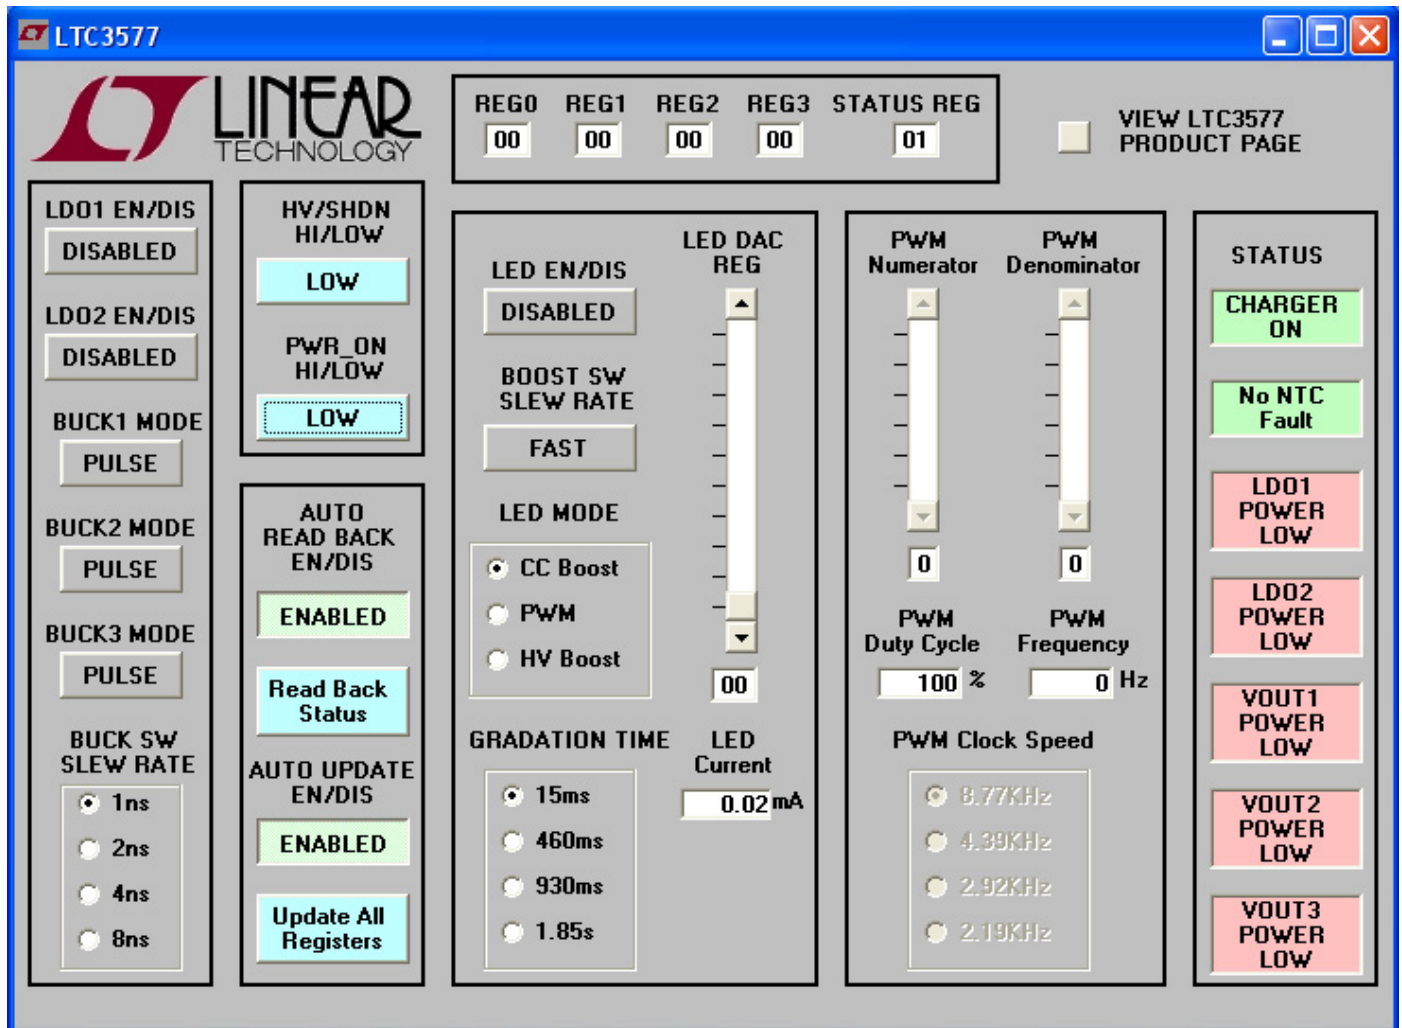 LTC3577
LINEAR
TECHNOLOGY
REG0 REG1 REG2 REG3 STATUS REG
00 00 00 00 01
VIEW LTC3577
PRODUCT PAGE
LDO1 EN/DIS
DISABLED
LDO2 EN/DIS
DISABLED
BUCK1 MODE
PULSE
BUCK2 MODE
PULSE
BUCK3 MODE
PULSE
BUCK SW
SLEW RATE
1ns
2ns
4ns
8ns
HV/SHDN
HI/LOW
LOW
PWR_ON
HI/LOW
LOW
AUTO
READ BACK
EN/DIS
ENABLED
Read Back
Status
AUTO UPDATE
EN/DIS
ENABLED
Update All
Registers
LED EN/DIS
DISABLED
BOOST SW
SLEW RATE
FAST
LED MODE
CC Boost
PWM
HV Boost
GRADATION TIME
15ms
460ms
930ms
1.85s
LED DAC
REG
00
LED
Current
0.02 mA
PWM
Numerator
0
PWM
Denominator
0
PWM
Duty Cycle
100 %
PWM
Frequency
0 Hz
PWM Clock Speed
8.77KHz
4.39KHz
2.92KHz
2.19KHz
STATUS
CHARGER
ON
No NTC
Fault
LDO1
POWER
LOW
LDO2
POWER
LOW
VOUT1
POWER
LOW
VOUT2
POWER
LOW
VOUT3
POWER
LOW